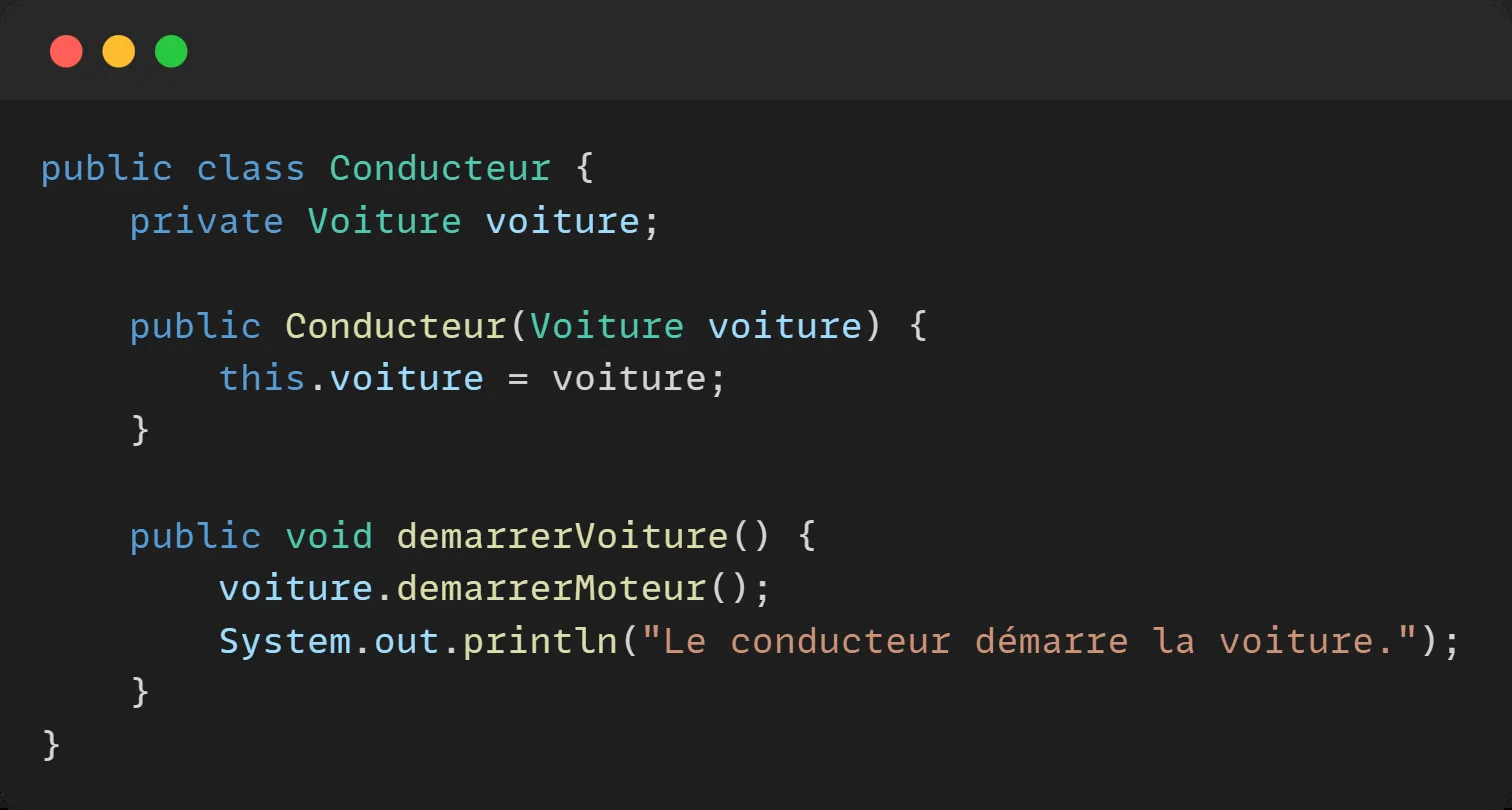 public class Conducteur {
    private Voiture voiture;

    public Conducteur(Voiture voiture) {
        this.voiture = voiture;
    }

    public void demarrerVoiture() {
        voiture.demarrerMoteur();
        System.out.println("Le conducteur démarre la voiture.");
    }
}